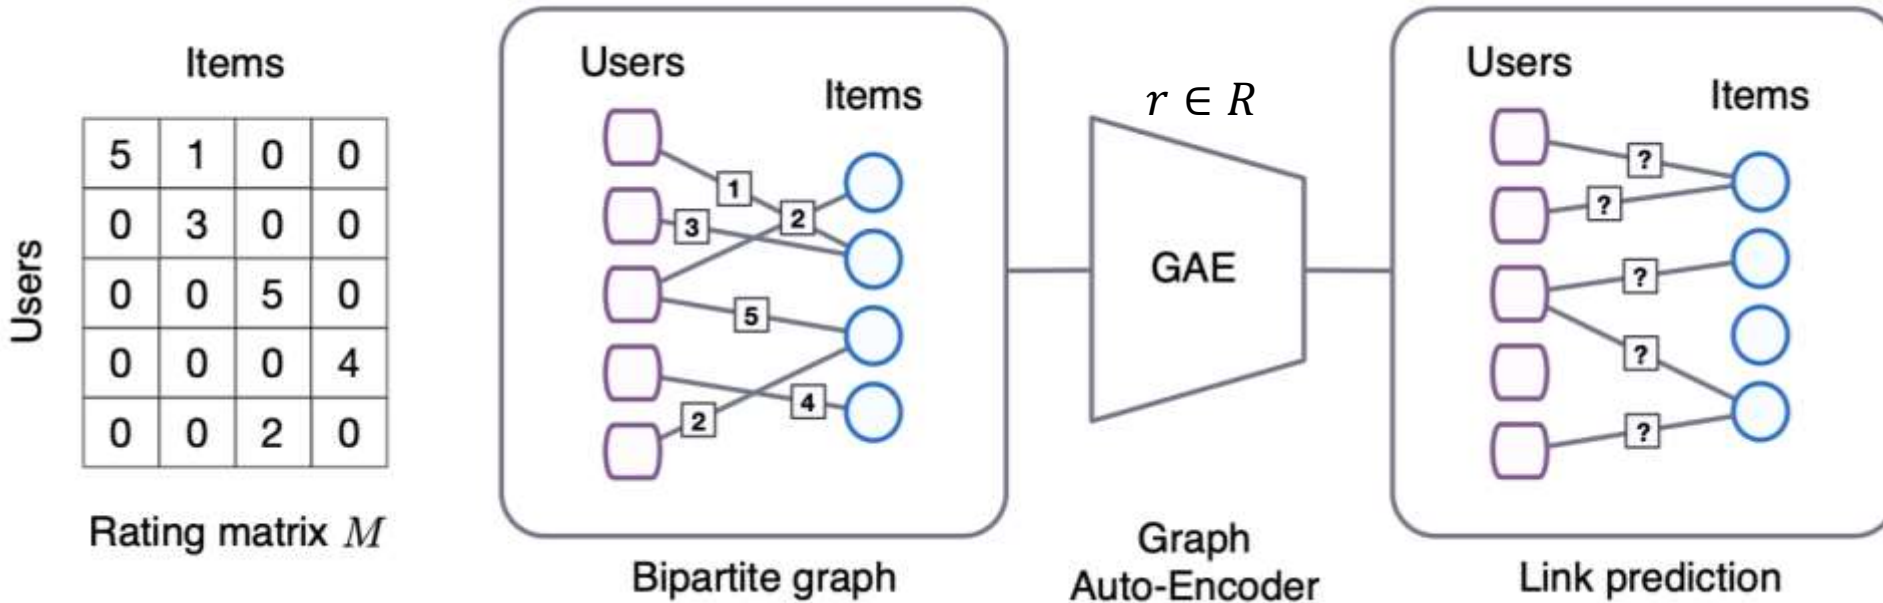 Items
Users
5 1 0 0
0 3 0 0
0 0 5 0
0 0 0 4
0 0 2 0
Rating matrix M
Users
Items
1
2
3
5
4
2
Bipartite graph
r ∈ R
GAE
Graph
Auto-Encoder
Users
Items
?
?
?
?
?
Link prediction